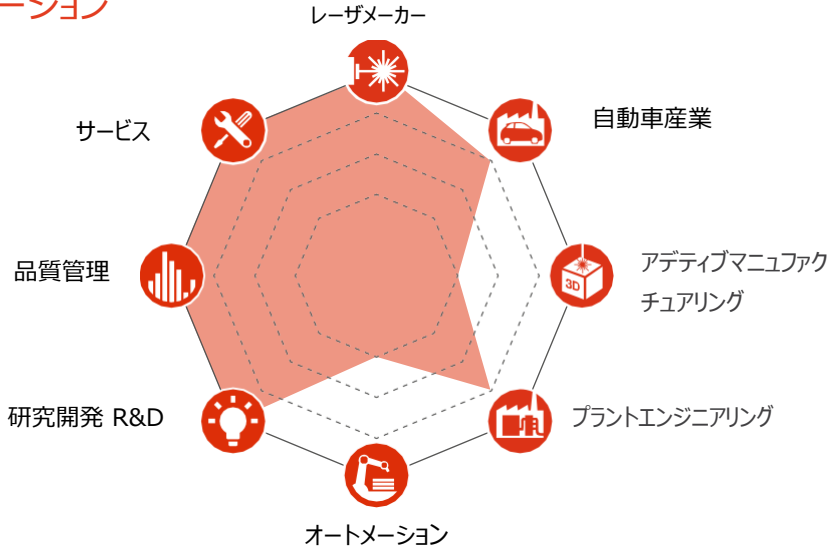 ーション
レーザメーカー
サービス
自動車産業
品質管理
アデティブマニュファク
チュアリング
3D
研究開発 R&D
プラントエンジニアリング
オートメーション